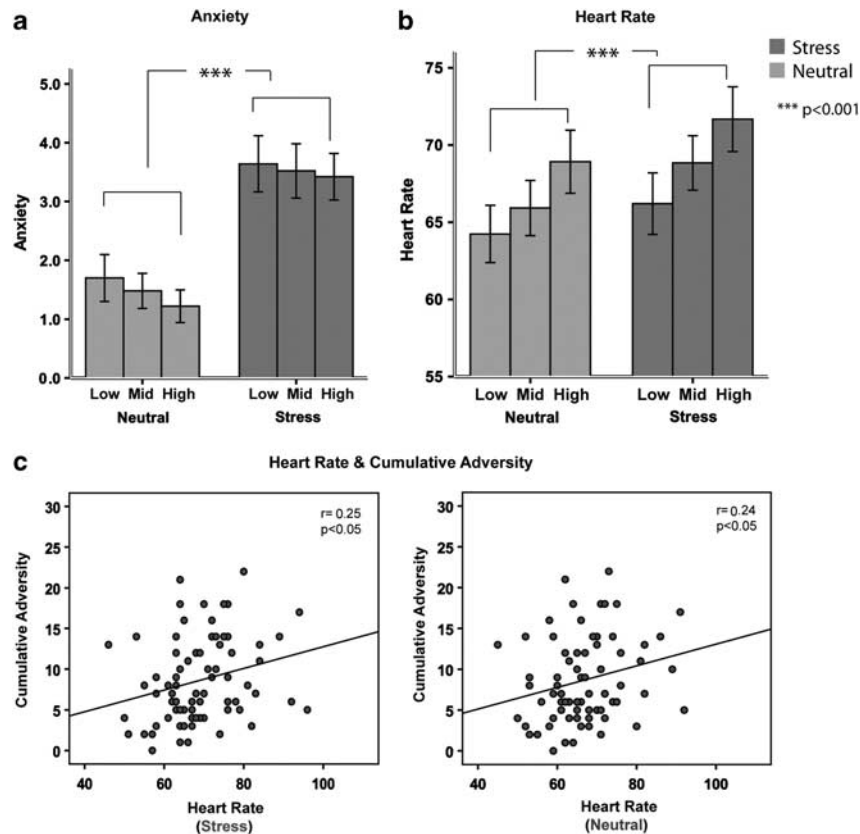 a
Anxiety
***
5.0
4.0
3.0
2.0
1.0
0.0
Anxiety
Low Mid High
Low Mid High
Neutral
Stress
b
Heart Rate
***
75
70
65
60
55
Heart Rate
Low Mid High
Low Mid High
Neutral
Stress
Stress
Neutral
*** p<0.001
c
Heart Rate & Cumulative Adversity
30
25
20
15
10
5
0
Cumulative Adversity
r= 0.25
p<0.05
40 60 80 100
Heart Rate
(Stress)
30
25
20
15
10
5
0
Cumulative Adversity
r= 0.24
p<0.05
40 60 80 100
Heart Rate
(Neutral)